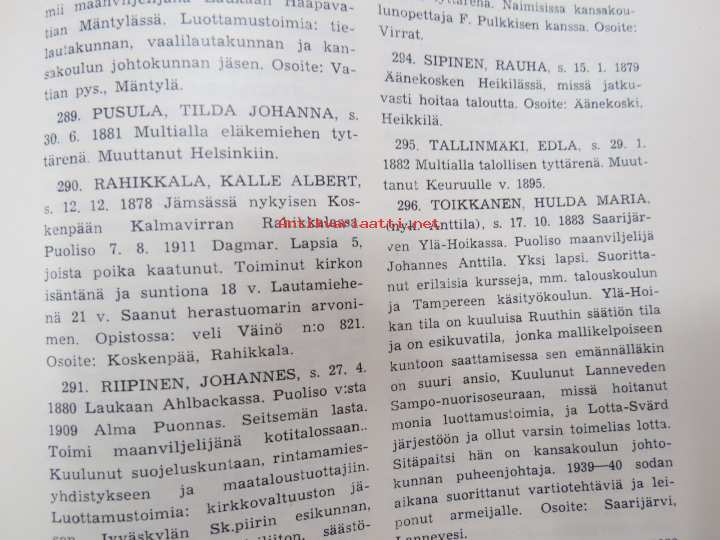 mii maanviljelijänä Laukaan Haapava-
tian Mäntylässä. Luottamustoimia: tie-
lautakunnan, vaalilautakunnan ja kan-
sakoulun johtokunnan jäsen. Osoite: Va-
tian pys., Mäntylä.
289. PUSULA, TILDA JOHANNA, s.
30. 6. 1881 Multialla eläkemiehen tyt-
tärenä. Muuttanut Helsinkiin.
290. RAHIKKALA, KALLE ALBERT,
s. 12. 12. 1878 Jämsässä nykyisen Kos-
kenpään Kalmavirran Rahikkalassa.
Puoliso 7. 8. 1911 Dagmar. Lapsia 5,
joista poika kaatunut. Toiminut kirkon
isäntänä ja suntiona 18 v. Lautamiehe-
nä 21 v. Saanut herastuomarin arvoni-
men. Opistossa: veli Väinö n:o 821.
Osoite: Koskenpää, Rahikkala.
291. RIIPINEN, JOHANNES, s. 27. 4.
1880 Laukaan Ahlbackassa. Puoliso v:sta
1909 Alma Puonnas. Seitsemän lasta.
Toimi maanviljelijänä kotitalossaan..
Kuulunut suojeluskuntaan, rintamamies-
yhdistykseen ja maataloustuottajiin.
Luottamustoimia: kirkkovaltuuston jä-
sen, Jyväskylän Sk.piirin esikunnan,
säästö-
tyttärenä. Naimisissa kansakou-
lunopettaja F. Pulkkisen kanssa. Osoite:
Virrat.
294. SIPINEN, RAUHA, s. 15. 1. 1879
Äänekosken Heikilässä, missä jatku-
vasti hoitaa taloutta. Osoite: Äänekoski,
Heikkilä.
295. TALLINMÄKI, EDLA, s. 29. 1.
1882 Multialla talollisen tyttärenä. Muut-
tanut Keuruulle v. 1895.
296. TOIKKANEN, HULDA MARIA,
(nyk. Anttila), s. 17. 10. 1883 Saarijär-
ven Ylä-Hoikassa. Puoliso maanviljelijä
Johannes Anttila. Yksi lapsi. Suoritta-
nut erilaisia kursseja, mm. talouskoulun
ja Tampereen käsityökoulun. Ylä-Hoi-
kan tila on kuuluisa Ruuthin säätiön tila
ja on esikuvatila, jonka mallikelpoiseen
kuntoon saattamisessa sen emännälläkin
on suuri ansio, Kuulunut Lanneveden
Sampo-nuorisoseuraan, missä hoitanut
monia luottamustoimia, ja Lotta-Svärd
järjestöön ja ollut varsin toimelias lotta.
Sitäpaitsi hän on kansakoulun johto-
kunnan puheenjohtaja. 1939—40 sodan
aikana suorittanut vartiotehtäviä ja lei-
ponut armeijalle. Osoite: Saarijärvi,
Lannevesi.